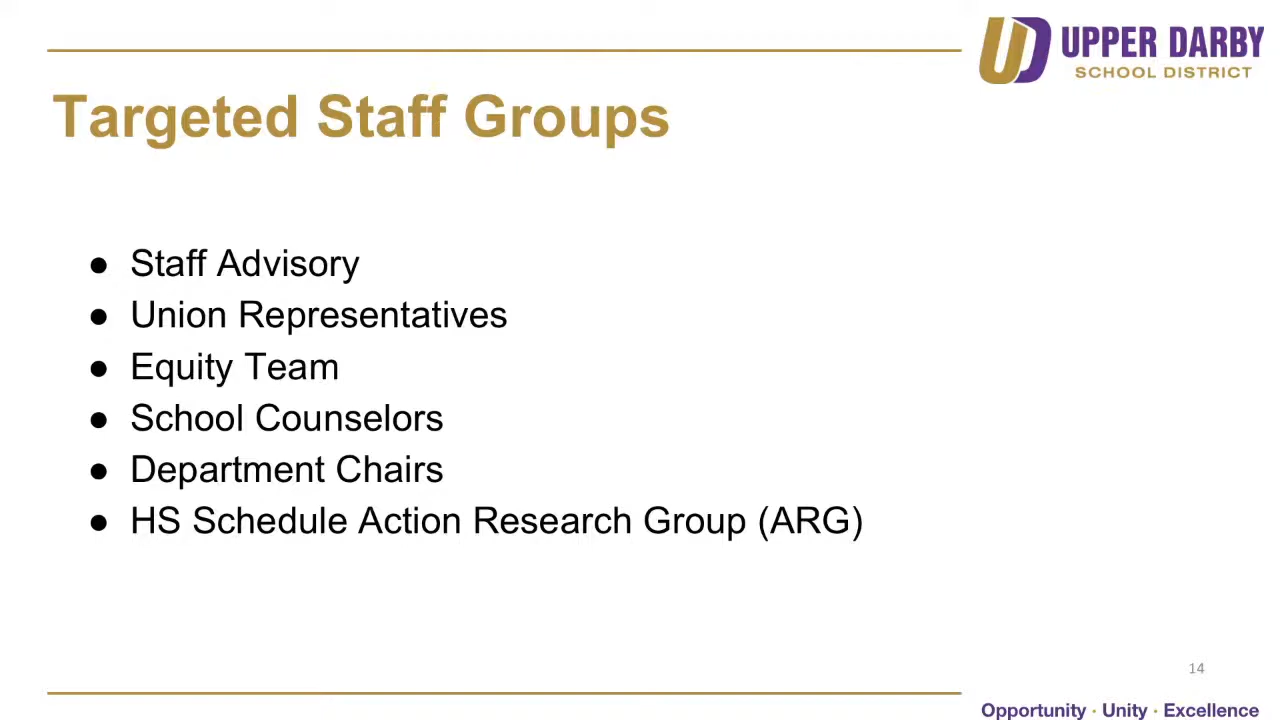 UPPER DARBY
SCHOOL DISTRICT
Targeted Staff Groups
● Staff Advisory
● Union Representatives
● Equity Team
● School Counselors
● Department Chairs
● HS Schedule Action Research Group (ARG)
14
Opportunity · Unity · Excellence